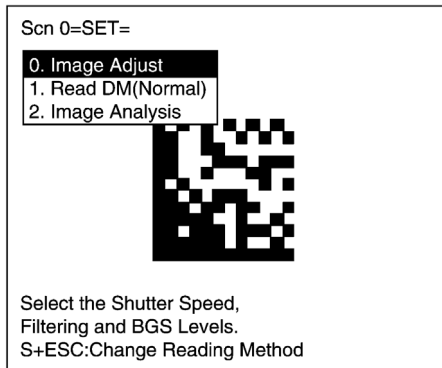 Scn 0=SET=
0. Image Adjust
1. Read DM(Normal)
2. Image Analysis
Select the Shutter Speed,
Filtering and BGS Levels.
S+ESC:Change Reading Method